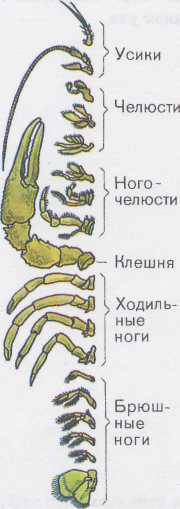 Усики
Челюсти
Ного-
челюсти
Клешня
Ходиль-
ные
ноги
Брюш-
ные
ноги